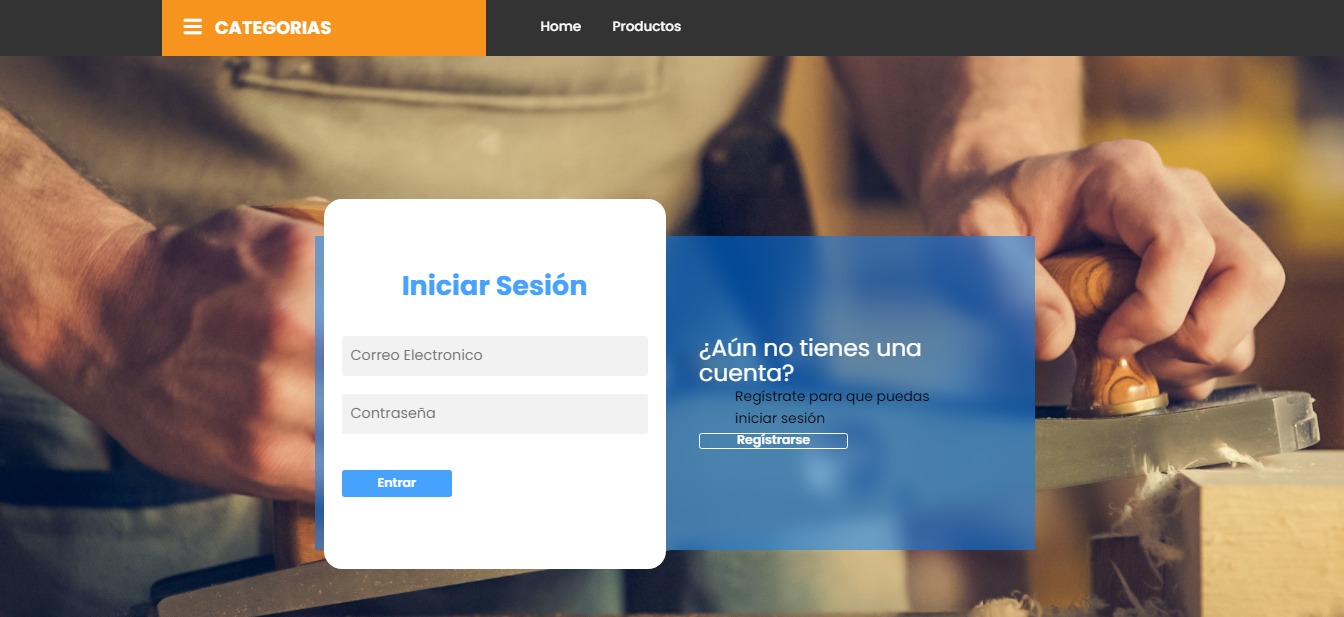 CATEGORIAS
Home
Productos
Iniciar Sesión
Correo Electronico
Contraseña
Entrar
¿Aún no tienes una
cuenta?
Regístrate para que puedas
iniciar sesión
Regístrarse